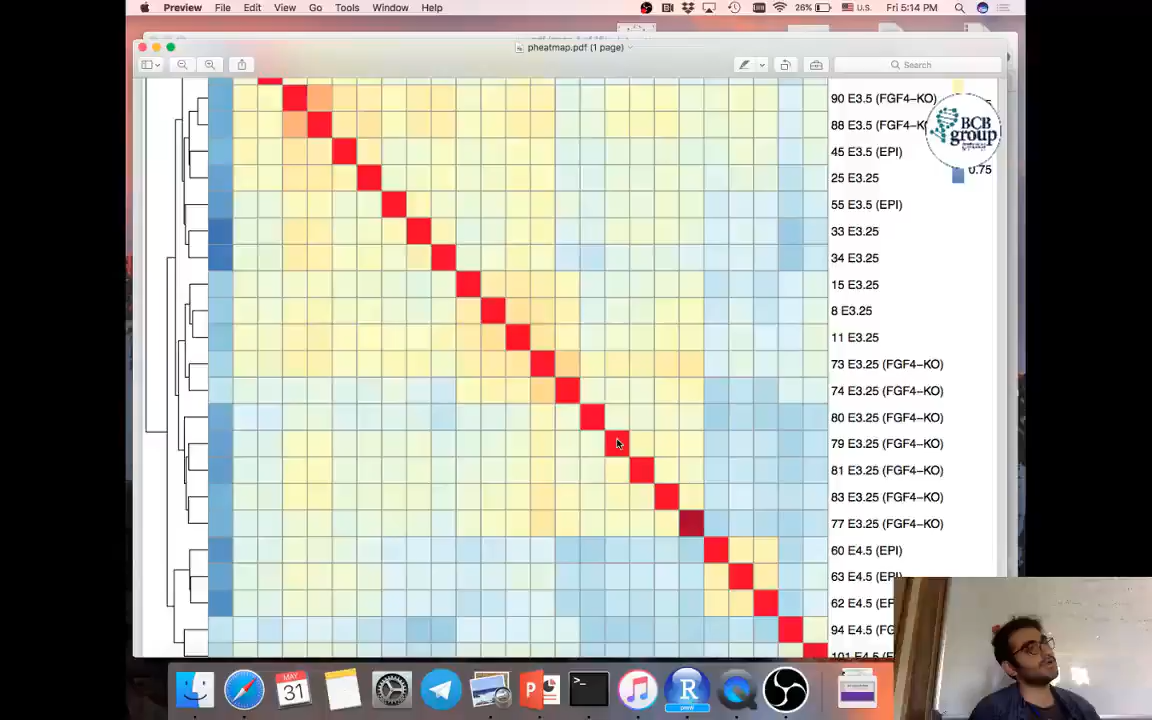 Preview File Edit View Go Tools Window Help
26% U.S. Fri 5:14 PM
pheatmap.pdf (1 page)
Search
90 E3.5 (FGF4-KO)
88 E3.5 (FGF4-K
BCB
group
45 E3.5 (EPI)
0.75
25 E3.25
55 E3.5 (EPI)
33 E3.25
34 E3.25
15 E3.25
8 E3.25
11 E3.25
73 E3.25 (FGF4-KO)
74 E3.25 (FGF4-KO)
80 E3.25 (FGF4-KO)
79 E3.25 (FGF4-KO)
81 E3.25 (FGF4-KO)
83 E3.25 (FGF4-KO)
77 E3.25 (FGF4-KO)
60 E4.5 (EPI)
63 E4.5 (EPI)
62 E4.5 (EF
94 E4.5 (FG
MAY
31
P
R